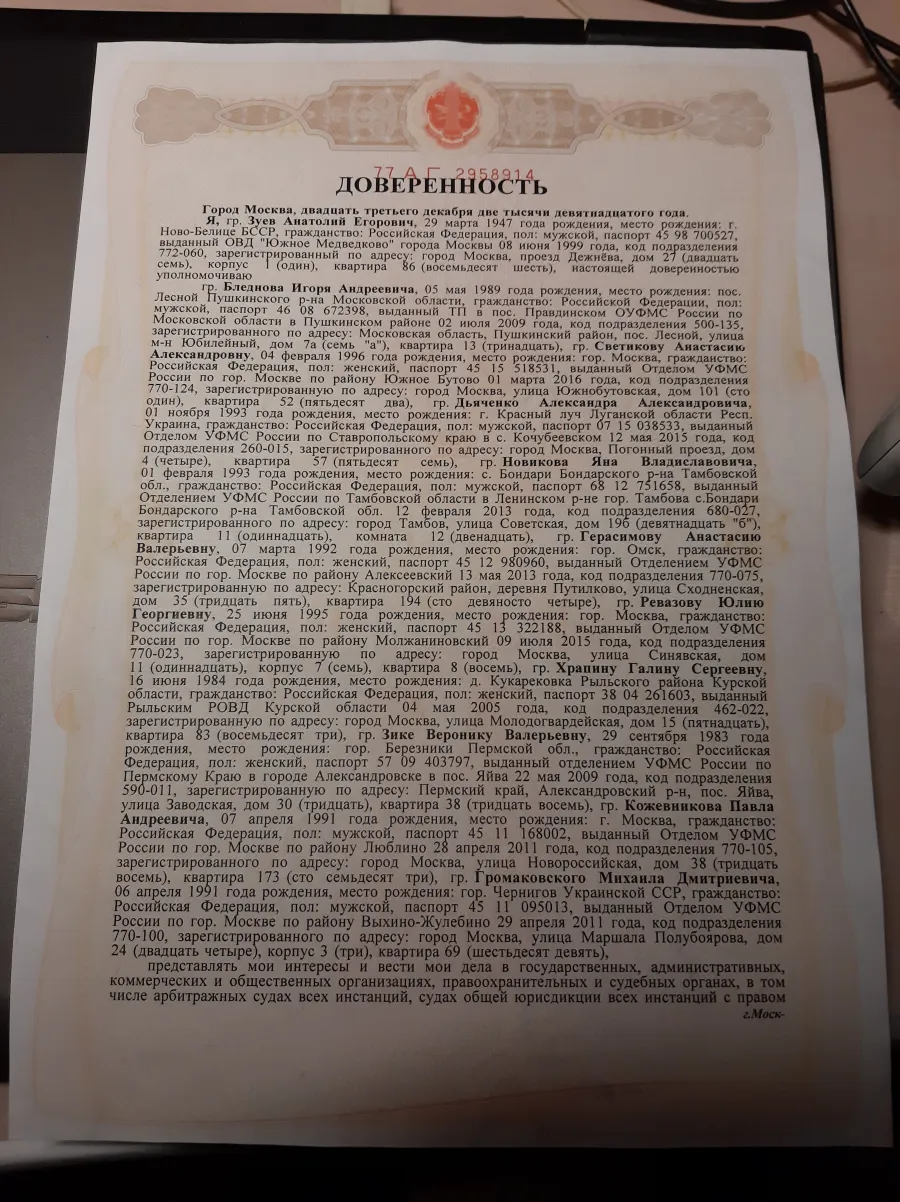 77 А Г 2958914
ДОВЕРЕННОСТЬ
Город Москва, двадцать третьего декабря две тысячи девятнадцатого года.
Я, гр. Зуев Анатолий Егорович, 29 марта 1947 года рождения, место рождения: г.
Ново-Белице БССР, гражданство: Российская Федерация, пол: мужской, паспорт 45 98 700527,
выданный ОВД "Южное Медведково" города Москвы 08 июня 1999 года, код подразделения
772-060, зарегистрированный по адресу: город Москва, проезд Дежнёва, дом 27 (двадцать
семь), корпус 1 (один), квартира 86 (восемьдесят шесть), настоящей доверенностью
уполномочиваю
гр. Бледнова Игоря Андреевича, 05 мая 1989 года рождения, место рождения: пос.
Лесной Пушкинского р-на Московской области, гражданство: Российской Федерации, пол:
мужской, паспорт 46 08 672398, выданный ТП в пос. Правдинском ОУФМС России по
Московской области в Пушкинском районе 02 июля 2009 года, код подразделения 500-135,
зарегистрированного по адресу: Московская область, Пушкинский район, пос. Лесной, улица
м-н Юбилейный, дом 7а (семь "а"), квартира 13 (тринадцать), гр. Светикову Анастасию
Александровну, 04 февраля 1996 года рождения, место рождения: гор. Москва, гражданство:
Российская Федерация, пол: женский, паспорт 45 15 518531, выданный Отделом УФМС
России по гор. Москве по району Южное Бутово 01 марта 2016 года, код подразделения
770-124, зарегистрированную по адресу: город Москва, улица Южнобутовская, дом 101 (сто
один), квартира 52 (пятьдесят два), гр. Дьяченко Александра Александровича,
01 ноября 1993 года рождения, место рождения: г. Красный луч Луганской области Респ.
Украина, гражданство: Российская Федерация, пол: мужской, паспорт 07 15 038533, выданный
Отделом УФМС России по Ставропольскому краю в с. Кочубеевском 12 мая 2015 года, код
подразделения 260-015, зарегистрированного по адресу: город Москва, Погонный проезд, дом
4 (четыре), квартира 57 (пятьдесят семь), гр. Новикова Яна Владиславовича,
01 февраля 1993 года рождения, место рождения: с. Бондари Бондарского р-на Тамбовской
обл., гражданство: Российская Федерация, пол: мужской, паспорт 68 12 751658, выданный
Отделением УФМС России по Тамбовской области в Ленинском р-не гор. Тамбова с.Бондари
Бондарского р-на Тамбовской обл. 12 февраля 2013 года, код подразделения 680-027,
зарегистрированного по адресу: город Тамбов, улица Советская, дом 19б (девятнадцать "б"),
квартира 11 (одиннадцать), комната 12 (двенадцать), гр. Герасимову Анастасию
Валерьевну, 07 марта 1992 года рождения, место рождения: гор. Омск, гражданство:
Российская Федерация, пол: женский, паспорт 45 12 980960, выданный Отделением УФМС
России по гор. Москве по району Алексеевский 13 мая 2013 года, код подразделения 770-075,
зарегистрированную по адресу: Красногорский район, деревня Путилково, улица Сходненская,
дом 35 (тридцать пять), квартира 194 (сто девяносто четыре), гр. Ревазову Юлию
Георгиевну, 25 июня 1995 года рождения, место рождения: гор. Москва, гражданство:
Российская Федерация, пол: женский, паспорт 45 13 322188, выданный Отделом УФМС
России по гор. Москве по району Молжаниновский 09 июля 2015 года, код подразделения
770-023, зарегистрированную по адресу: город Москва, улица Синявская, дом
11 (одиннадцать), корпус 7 (семь), квартира 8 (восемь), гр. Храпину Галину Сергеевну,
16 июня 1984 года рождения, место рождения: д. Кукарековка Рыльского района Курской
области, гражданство: Российская Федерация, пол: женский, паспорт 38 04 261603, выданный
Рыльским РОВД Курской области 04 мая 2005 года, код подразделения 462-022,
зарегистрированную по адресу: город Москва, улица Молодогвардейская, дом 15 (пятнадцать),
квартира 83 (восемьдесят три), гр. Зике Веронику Валерьевну, 29 сентября 1983 года
рождения, место рождения: гор. Березники Пермской обл., гражданство: Российская
Федерация, пол: женский, паспорт 57 09 403797, выданный отделением УФМС России по
Пермскому Краю в городе Александровске в пос. Яйва 22 мая 2009 года, код подразделения
590-011, зарегистрированную по адресу: Пермский край, Александровский р-н, пос. Яйва,
улица Заводская, дом 30 (тридцать), квартира 38 (тридцать восемь), гр. Кожевникова Павла
Андреевича, 07 апреля 1991 года рождения, место рождения: г. Москва, гражданство:
Российская Федерация, пол: мужской, паспорт 45 11 168002, выданный Отделом УФМС
России по гор. Москве по району Люблино 28 апреля 2011 года, код подразделения 770-105,
зарегистрированного по адресу: город Москва, улица Новороссийская, дом 38 (тридцать
восемь), квартира 173 (сто семьдесят три), гр. Громаковского Михаила Дмитриевича,
06 апреля 1991 года рождения, место рождения: гор. Чернигов Украинской ССР, гражданство:
Российская Федерация, пол: мужской, паспорт 45 11 095013, выданный Отделом УФМС
России по гор. Москве по району Выхино-Жулебино 29 апреля 2011 года, код подразделения
770-100, зарегистрированного по адресу: город Москва, улица Маршала Полубоярова, дом
24 (двадцать четыре), корпус 3 (три), квартира 69 (шестьдесят девять),
представлять мои интересы и вести мои дела в государственных, административных,
коммерческих и общественных организациях, правоохранительных и судебных органах, в том
числе арбитражных судах всех инстанций, судах общей юрисдикции всех инстанций с правом
г.Моск-